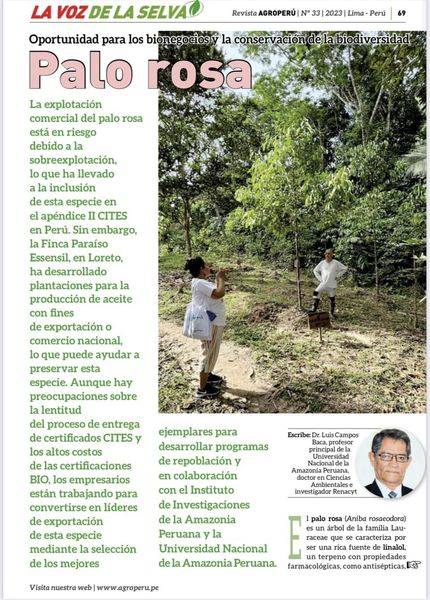 LA VOZ DE LA SELVA
Revista AGROPERÚ | N° 33 | 2023 | Lima - Perú | 69
Oportunidad para los bionegocios y la conservación de la biodiversidad
Palo rosa
La explotación
comercial del palo rosa
está en riesgo
debido a la
sobreexplotación,
lo que ha llevado
a la inclusión
de esta especie en
el apéndice II CITES
en Perú. Sin embargo,
la Finca Paraíso
Essensil, en Loreto,
ha desarrollado
plantaciones para la
producción de aceite
con fines
de exportación o
comercio nacional,
lo que puede ayudar a
preservar esta
especie. Aunque hay
preocupaciones sobre
la lentitud
del proceso de entrega
de certificados CITES y
los altos costos
de las certificaciones
BIO, los empresarios
están trabajando para
convertirse en líderes
de exportación
de esta especie
mediante la selección
de los mejores
ejemplares para
desarrollar programas
de repoblación y
en colaboración
con el Instituto
de Investigaciones
de la Amazonía
Peruana y la
Universidad Nacional
de la Amazonía Peruana.
Escribe: Dr. Luis Campos
Baca, profesor
principal de la
Universidad
Nacional de la
Amazonía Peruana,
doctor en Ciencias
Ambientales e
investigador Renacyt
El palo rosa (Aniba rosaeodora)
es un árbol de la familia Lau-
raceae que se caracteriza por
ser una rica fuente de linalol,
un terpeno con propiedades
farmacológicas, como antisépticas,
Visita nuestra web | www.agroperu.pe